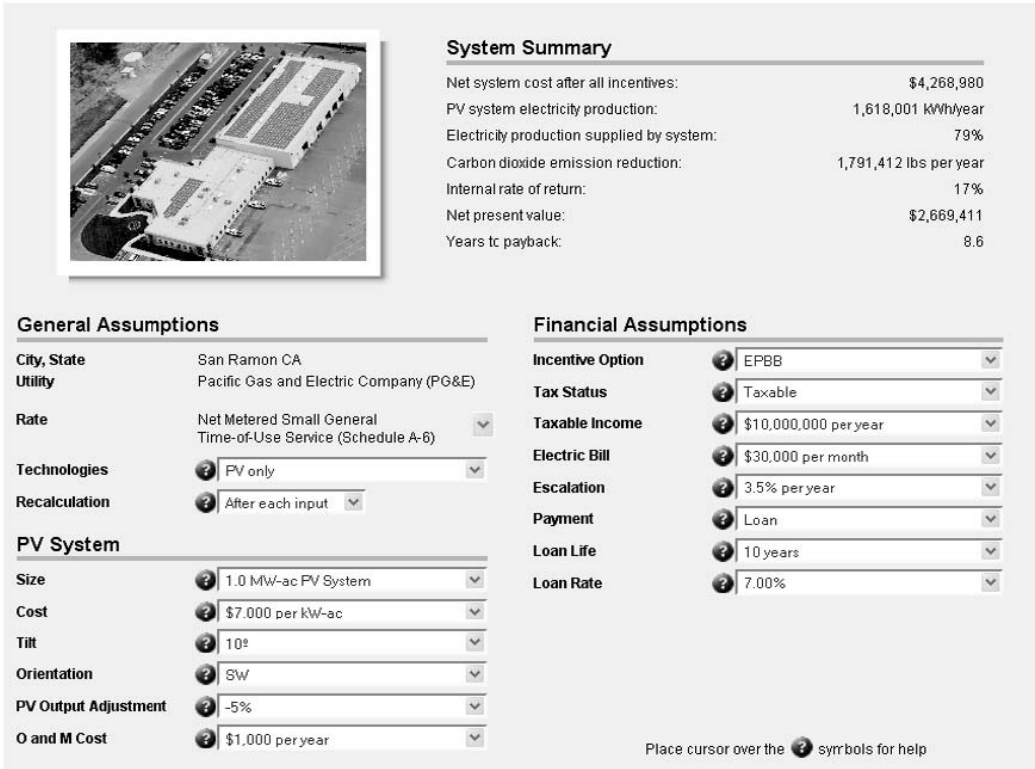 System Summary
Net system cost after all incentives: $4,268,980
PV system electricity production: 1,618,001 kWh/year
Electricity production supplied by system: 79%
Carbon dioxide emission reduction: 1,791,412 lbs per year
Internal rate of return: 17%
Net present value: $2,669,411
Years to payback: 8.6
General Assumptions
City, State San Ramon CA
Utility Pacific Gas and Electric Company (PG&E)
Rate Net Metered Small General
Time-of-Use Service (Schedule A-6)
Technologies ? PV only
Recalculation ? After each input
PV System
Size ? 1.0 MW-ac PV System
Cost ? $7.000 per kW-ac
Tilt ? 10º
Orientation ? SW
PV Output Adjustment ? -5%
O and M Cost ? $1,000 per year
Financial Assumptions
Incentive Option ? EPBB
Tax Status ? Taxable
Taxable Income ? $10,000,000 per year
Electric Bill ? $30,000 per month
Escalation ? 3.5% per year
Payment ? Loan
Loan Life ? 10 years
Loan Rate ? 7.00%
Place cursor over the ? symbols for help